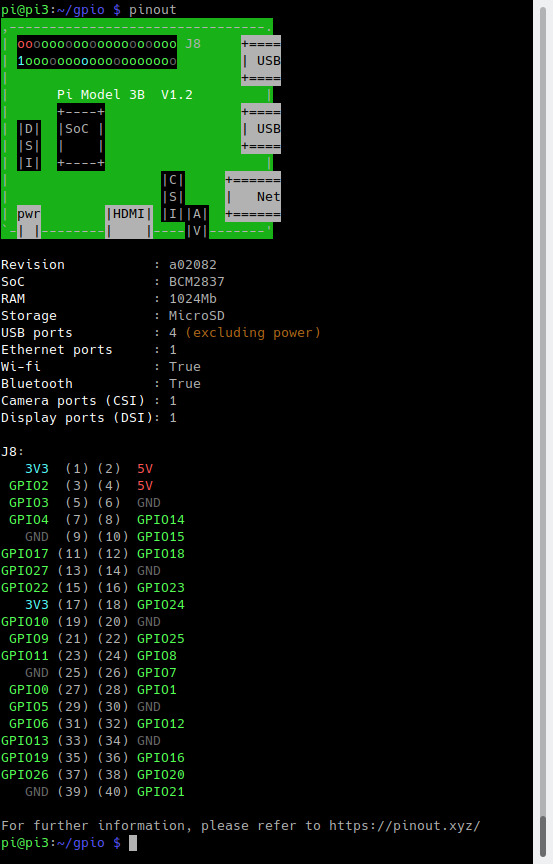 pi@pi3:~/gpio $ pinout
,--------------------------------.
| oooooooooooooooooooo J8     +====
| 1ooooooooooooooooooo        | USB
|                             +====
|      Pi Model 3B  V1.2         |
|      +----+                 +====
| |D|  |SoC |                 | USB
| |S|  |    |                 +====
| |I|  +----+                    |
|                   |C|     +======
|                   |S|     |   Net
| pwr        |HDMI| |I||A|  +======
`-| |--------|    |----|V|-------'
Revision           : a02082
SoC                : BCM2837
RAM                : 1024Mb
Storage            : MicroSD
USB ports          : 4 (excluding power)
Ethernet ports     : 1
Wi-fi              : True
Bluetooth          : True
Camera ports (CSI) : 1
Display ports (DSI): 1
J8:
   3V3  (1) (2)  5V
 GPIO2  (3) (4)  5V
 GPIO3  (5) (6)  GND
 GPIO4  (7) (8)  GPIO14
   GND  (9) (10) GPIO15
GPIO17 (11) (12) GPIO18
GPIO27 (13) (14) GND
GPIO22 (15) (16) GPIO23
   3V3 (17) (18) GPIO24
GPIO10 (19) (20) GND
 GPIO9 (21) (22) GPIO25
GPIO11 (23) (24) GPIO8
   GND (25) (26) GPIO7
 GPIO0 (27) (28) GPIO1
 GPIO5 (29) (30) GND
 GPIO6 (31) (32) GPIO12
GPIO13 (33) (34) GND
GPIO19 (35) (36) GPIO16
GPIO26 (37) (38) GPIO20
   GND (39) (40) GPIO21
For further information, please refer to https://pinout.xyz/
pi@pi3:~/gpio $